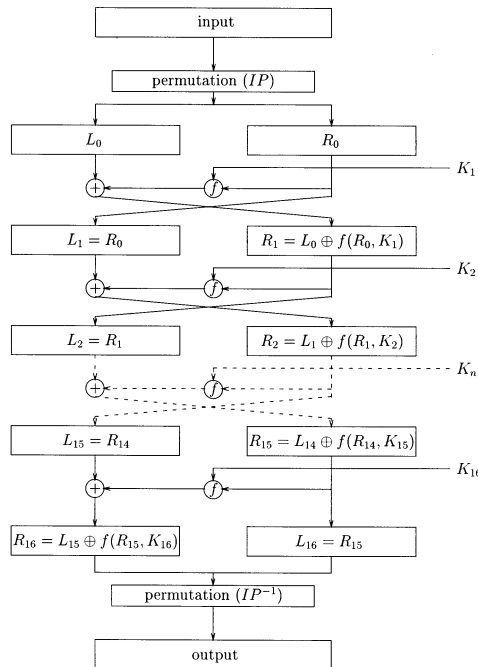 input
permutation (IP)
L₀
R₀
K₁
+
f
L₁ = R₀
R₁ = L₀ ⊕ f(R₀, K₁)
K₂
+
f
L₂ = R₁
R₂ = L₁ ⊕ f(R₁, K₂)
Kₙ
+
f
L₁₅ = R₁₄
R₁₅ = L₁₄ ⊕ f(R₁₄, K₁₅)
K₁₆
+
f
R₁₆ = L₁₅ ⊕ f(R₁₅, K₁₆)
L₁₆ = R₁₅
permutation (IP⁻¹)
output